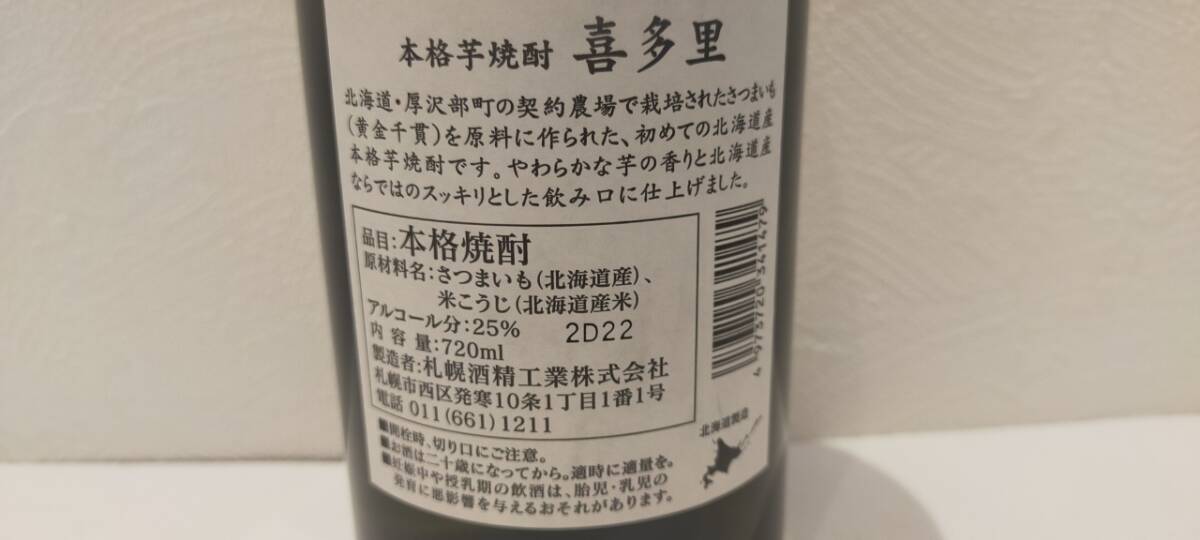 本格芋焼酎 喜多里
北海道・厚沢部町の契約農場で栽培されたさつまいも
(黄金千貫)を原料に作られた、初めての北海道産
本格芋焼酎です。やわらかな芋の香りと北海道産
ならではのスッキリとした飲み口に仕上げました。
品目:本格焼酎
原材料名:さつまいも(北海道産)、
米こうじ(北海道産米)
アルコール分:25% 2D22
内容量:720ml
製造者:札幌酒精工業株式会社
札幌市西区発寒10条1丁目1番1号
電話 011(661)1211
■開栓時、切り口にご注意。
■お酒は二十歳になってから。適時に適量を。
■妊娠中や授乳期の飲酒は、胎児・乳児の
発育に悪影響を与えるおそれがあります。
4 973720 341479
北海道製造